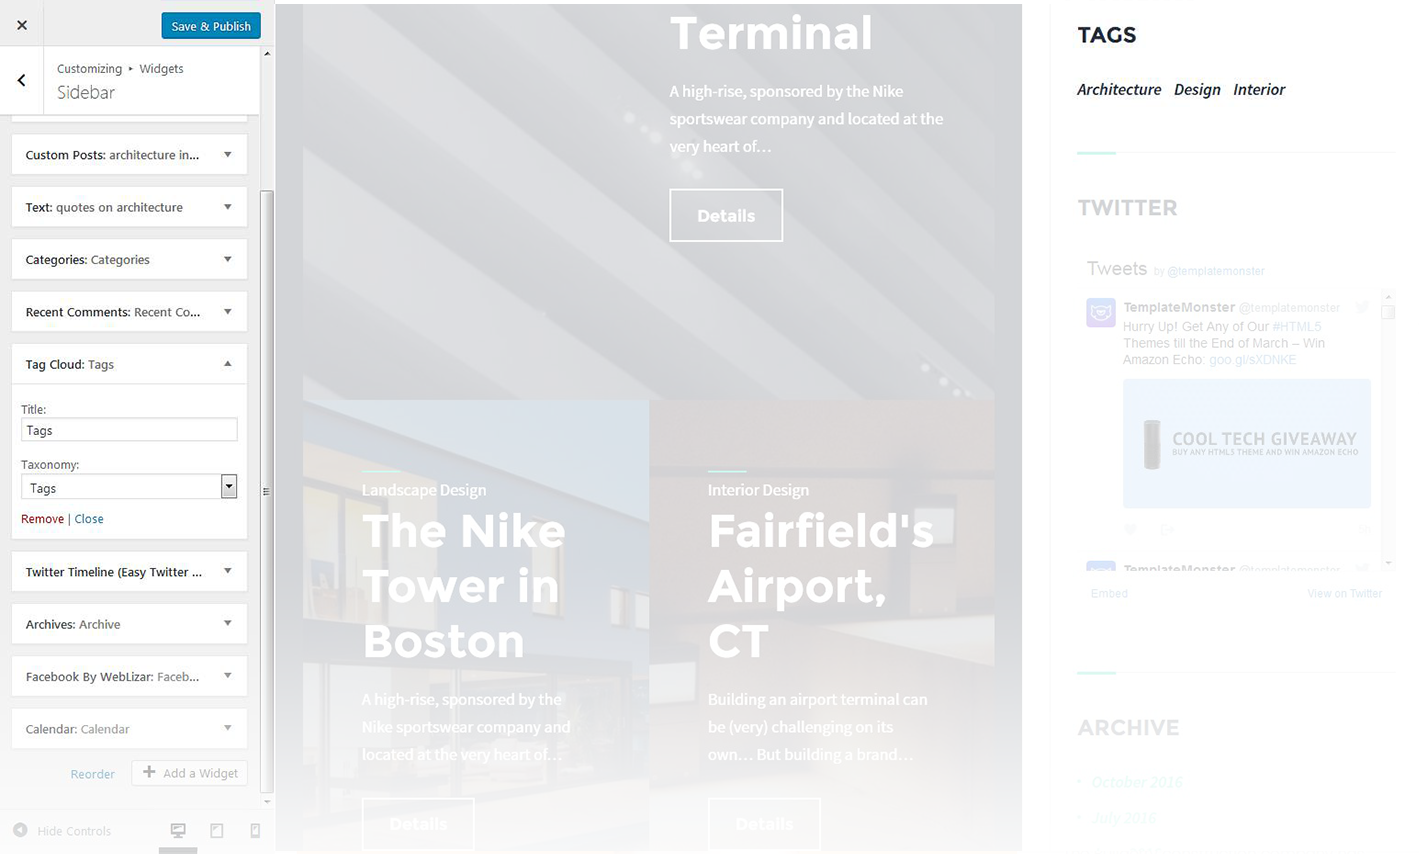 Save & Publish
Customizing ▸ Widgets
Sidebar
Custom Posts: architecture in...
Text: quotes on architecture
Categories: Categories
Recent Comments: Recent Co...
Tag Cloud: Tags
Title:
Tags
Taxonomy:
Tags
Remove | Close
Twitter Timeline (Easy Twitter ...
Archives: Archive
Facebook By WebLizar: Faceb...
Calendar: Calendar
Reorder
Add a Widget
Hide Controls
Terminal
A high-rise, sponsored by the Nike
sportswear company and located at the
very heart of…
Details
Landscape Design
The Nike
Tower in
Boston
A high-rise, sponsored by the
Nike sportswear company and
located at the very heart of…
Details
Interior Design
Fairfield's
Airport,
CT
Building an airport terminal can
be (very) challenging on its
own… But building a brand…
Details
TAGS
Architecture Design Interior
TWITTER
Tweets by @templatemonster
TemplateMonster @templatemonster
Hurry Up! Get Any of Our #HTML5
Themes till the End of March – Win
Amazon Echo: goo.gl/sXDNKE
COOL TECH GIVEAWAY
BUY ANY HTML5 THEME AND WIN AMAZON ECHO
TemplateMonster @templatemonster
Embed
View on Twitter
ARCHIVE
October 2016
July 2016